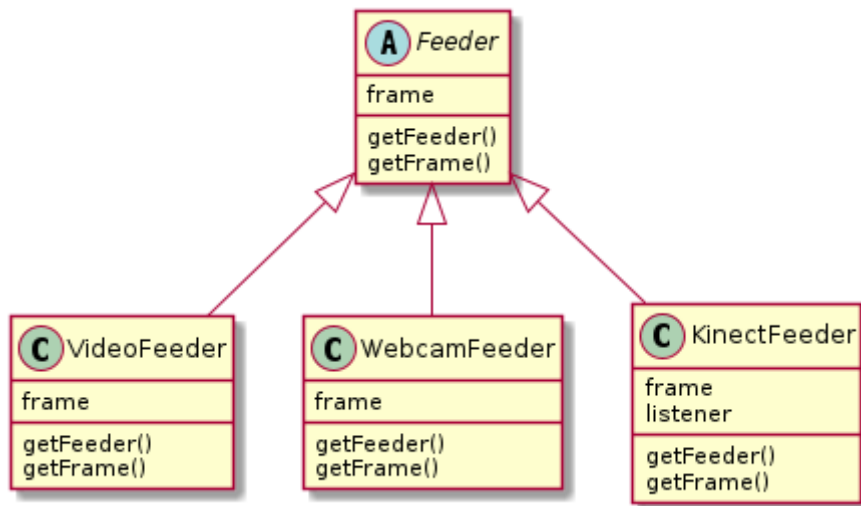 A Feeder
frame
getFeeder()
getFrame()
C VideoFeeder
frame
getFeeder()
getFrame()
C WebcamFeeder
frame
getFeeder()
getFrame()
C KinectFeeder
frame
listener
getFeeder()
getFrame()